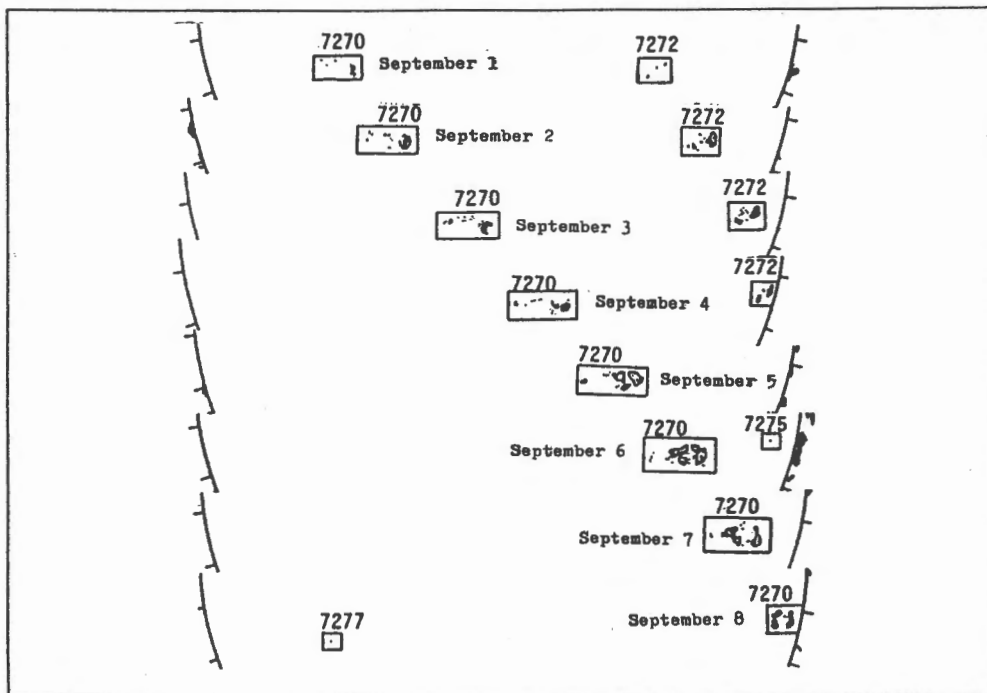 7270 7272
September 1
7270 7272
September 2
7270 7272
September 3
7270 7272
September 4
7270
September 5
7270 7275
September 6
7270
September 7
7270
September 8
7277